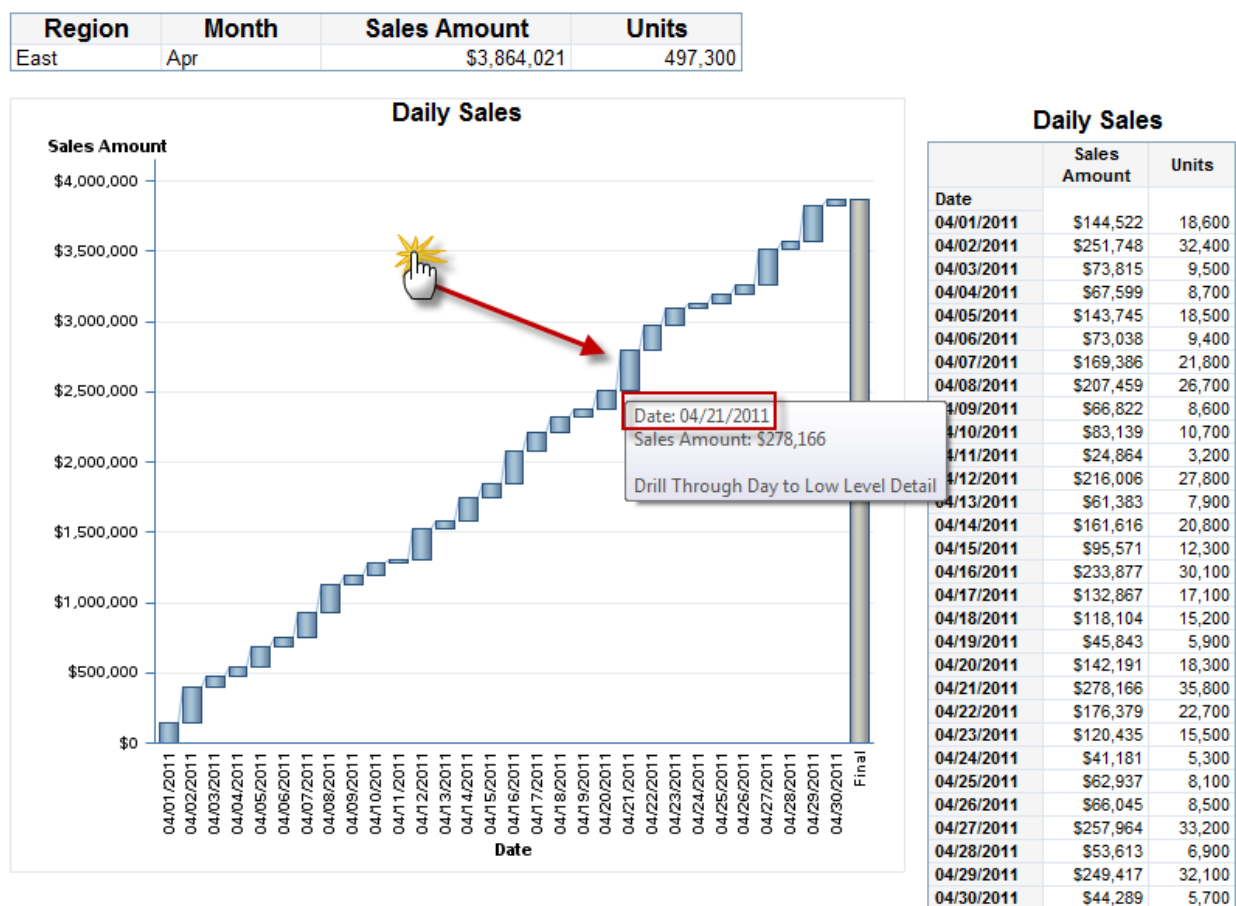 Region Month Sales Amount Units
East Apr $3,864,021 497,300
Daily Sales
Sales Amount
$4,000,000
$3,500,000
$3,000,000
$2,500,000
$2,000,000
$1,500,000
$1,000,000
$500,000
$0
04/01/2011
04/02/2011
04/03/2011
04/04/2011
04/05/2011
04/06/2011
04/07/2011
04/08/2011
04/09/2011
04/10/2011
04/11/2011
04/12/2011
04/13/2011
04/14/2011
04/15/2011
04/16/2011
04/17/2011
04/18/2011
04/19/2011
04/20/2011
04/21/2011
04/22/2011
04/23/2011
04/24/2011
04/25/2011
04/26/2011
04/27/2011
04/28/2011
04/29/2011
04/30/2011
Final
Date
Date: 04/21/2011
Sales Amount: $278,166
Drill Through Day to Low Level Detail
Daily Sales
Sales
Amount
Units
Date
04/01/2011 $144,522 18,600
04/02/2011 $251,748 32,400
04/03/2011 $73,815 9,500
04/04/2011 $67,599 8,700
04/05/2011 $143,745 18,500
04/06/2011 $73,038 9,400
04/07/2011 $169,386 21,800
04/08/2011 $207,459 26,700
4/09/2011 $66,822 8,600
4/10/2011 $83,139 10,700
4/11/2011 $24,864 3,200
4/12/2011 $216,006 27,800
04/13/2011 $61,383 7,900
04/14/2011 $161,616 20,800
04/15/2011 $95,571 12,300
04/16/2011 $233,877 30,100
04/17/2011 $132,867 17,100
04/18/2011 $118,104 15,200
04/19/2011 $45,843 5,900
04/20/2011 $142,191 18,300
04/21/2011 $278,166 35,800
04/22/2011 $176,379 22,700
04/23/2011 $120,435 15,500
04/24/2011 $41,181 5,300
04/25/2011 $62,937 8,100
04/26/2011 $66,045 8,500
04/27/2011 $257,964 33,200
04/28/2011 $53,613 6,900
04/29/2011 $249,417 32,100
04/30/2011 $44,289 5,700